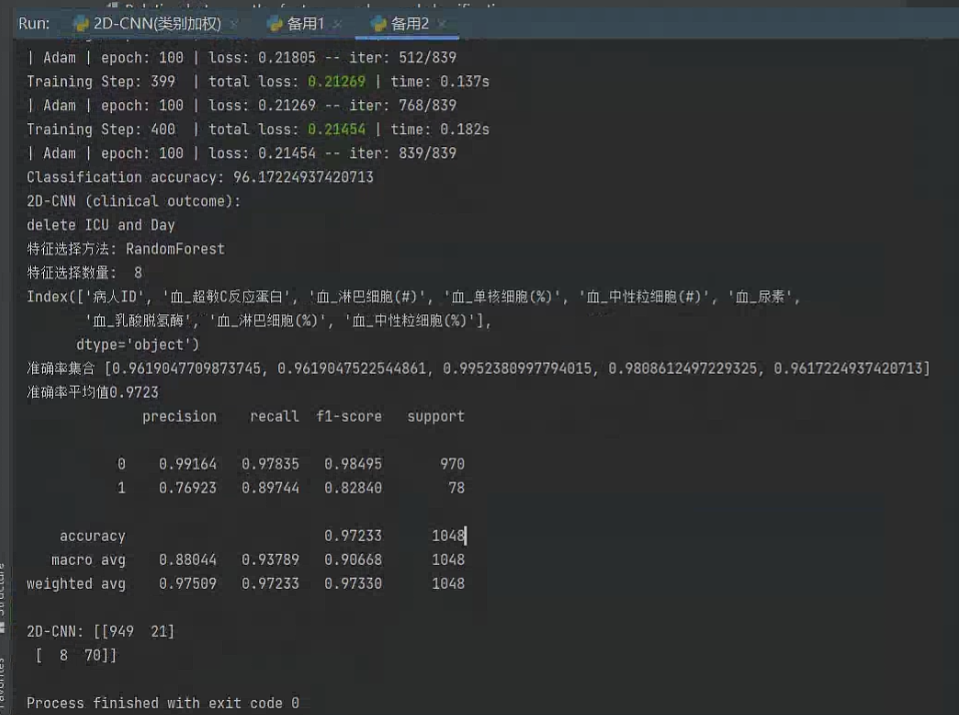 Run: 2D-CNN(类别加权) × 备用1 × 备用2 ×
| Adam | epoch: 100 | loss: 0.21805 -- iter: 512/839
Training Step: 399  | total loss: 0.21269 | time: 0.137s
| Adam | epoch: 100 | loss: 0.21269 -- iter: 768/839
Training Step: 400  | total loss: 0.21454 | time: 0.182s
| Adam | epoch: 100 | loss: 0.21454 -- iter: 839/839
Classification accuracy: 96.17224937420713
2D-CNN (clinical outcome):
delete ICU and Day
特征选择方法: RandomForest
特征选择数量:  8
Index(['病人ID', '血_超敏C反应蛋白', '血_淋巴细胞(#)', '血_单核细胞(%)', '血_中性粒细胞(#)', '血_尿素',
'血_乳酸脱氢酶', '血_淋巴细胞(%)', '血_中性粒细胞(%)'],
dtype='object')
准确率集合 [0.9619047709873745, 0.9619047522544861, 0.9952380997794015, 0.9808612497229325, 0.9617224937420713]
准确率平均值0.9723
precision    recall  f1-score   support
0    0.99164   0.97835   0.98495       970
1    0.76923   0.89744   0.82840        78
accuracy                        0.97233      1048
macro avg    0.88044   0.93789   0.90668      1048
weighted avg    0.97509   0.97233   0.97330      1048
2D-CNN: [[949  21]
[  8  70]]
Process finished with exit code 0